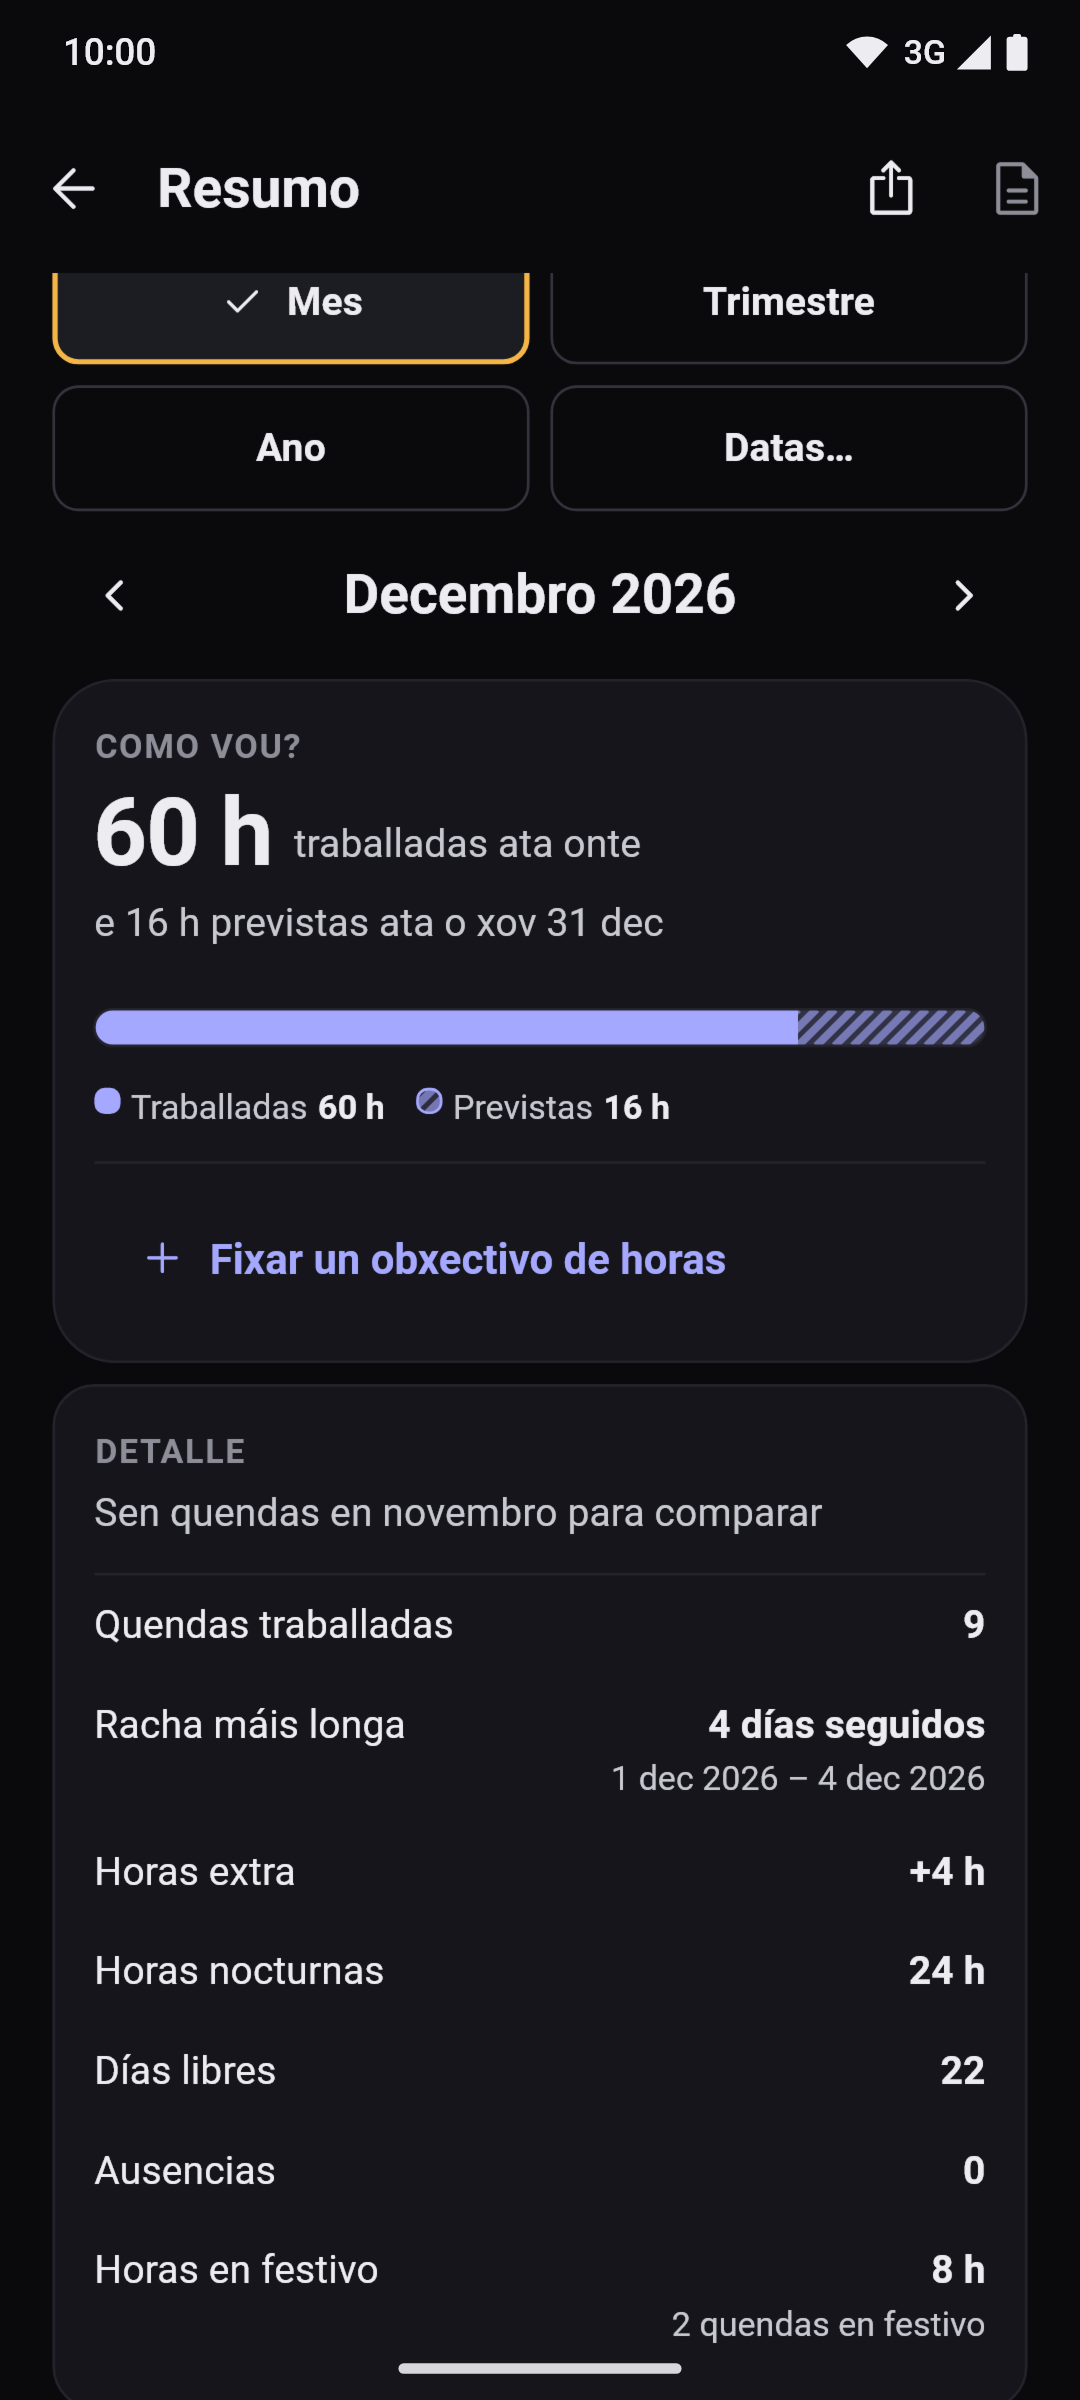 10:00
3G
Resumo
Mes
Trimestre
Ano
Datas...
Decembro 2026
COMO VOU?
60 h traballadas ata onte
e 16 h previstas ata o xov 31 dec
Traballadas 60 h
Previstas 16 h
Fixar un obxectivo de horas
DETALLE
Sen quendas en novembro para comparar
Quendas traballadas 9
Racha máis longa 4 días seguidos
1 dec 2026 – 4 dec 2026
Horas extra +4 h
Horas nocturnas 24 h
Días libres 22
Ausencias 0
Horas en festivo 8 h
2 quendas en festivo